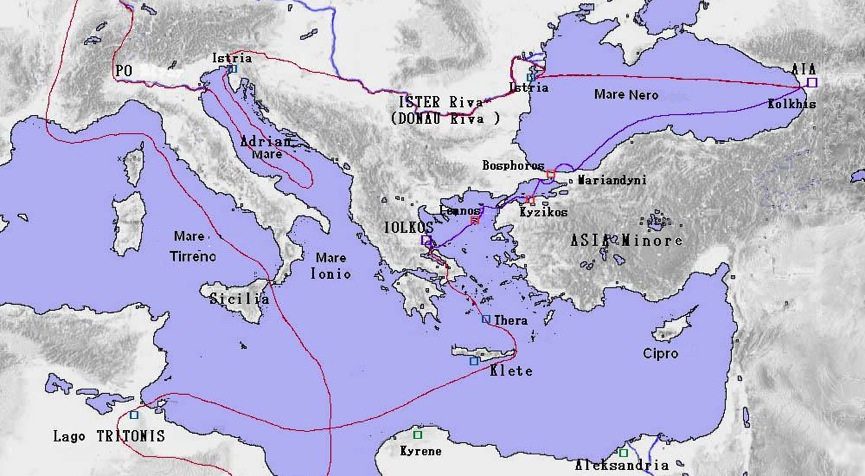 Istria
PO
AIA
Istria
ISTER Riva
(DONAU Riva )
Mare Nero
Kolkhis
Adrian
Mare
Bosphoros
Mariandyni
Lemnos
Kyzikos
IOLKOS
ASIA Minore
Mare
Tirreno
Mare
Ionio
Sicilia
Thera
Cipro
Klete
Lago TRITONIS
Kyrene
Aleksandria